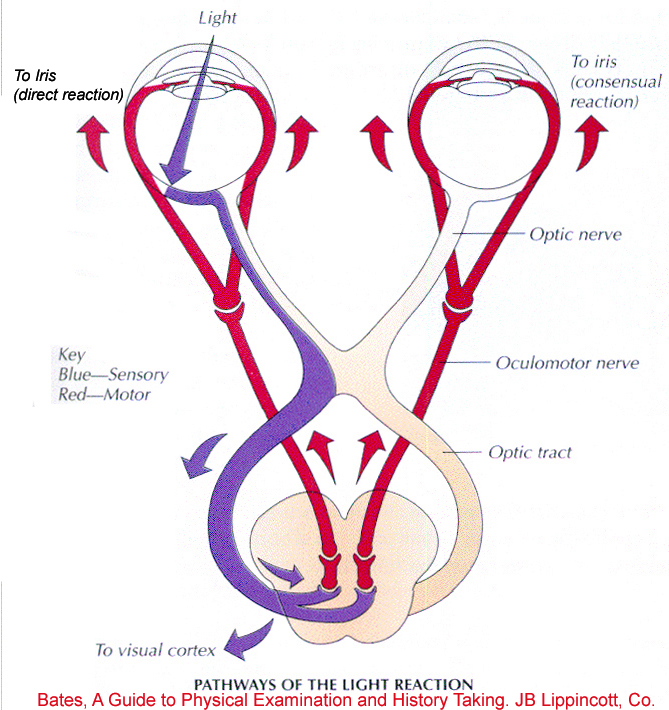 Light
To Iris
(direct reaction)
To iris
(consensual
reaction)
Optic nerve
Key
Blue—Sensory
Red—Motor
Oculomotor nerve
Optic tract
To visual cortex
PATHWAYS OF THE LIGHT REACTION
Bates, A Guide to Physical Examination and History Taking. JB Lippincott, Co.